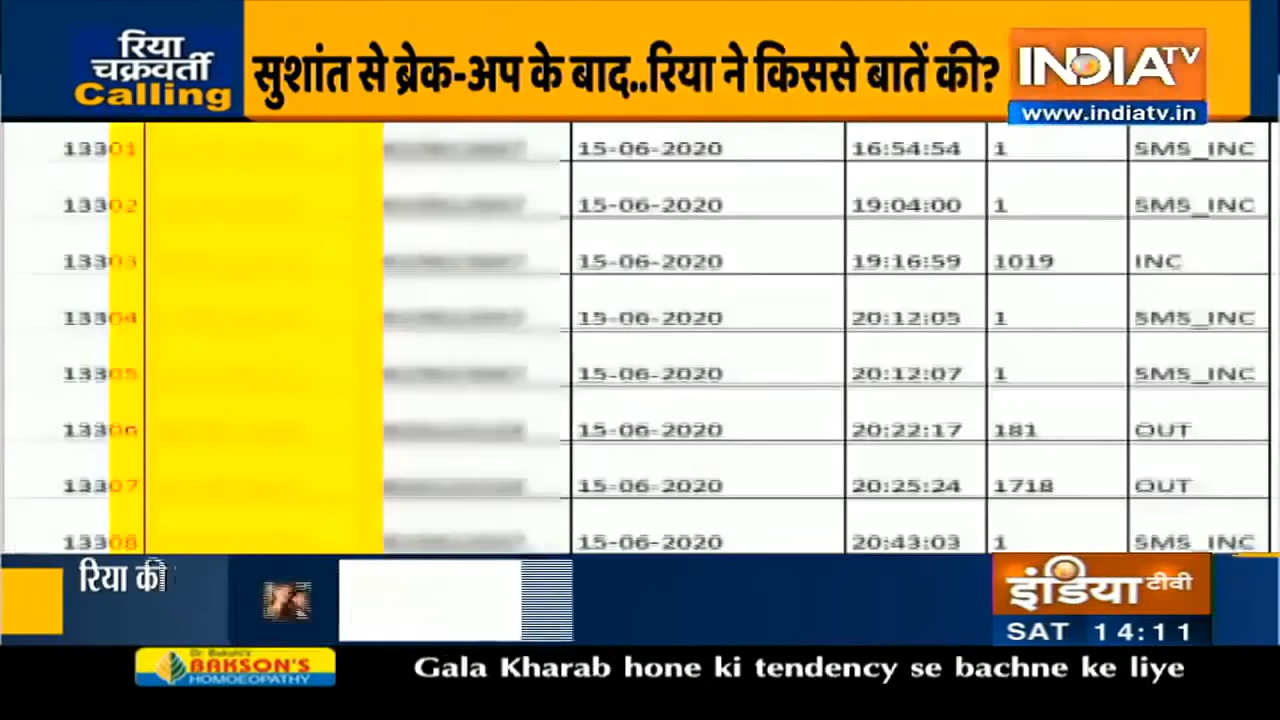 रिया
चक्रवर्ती
Calling
सुशांत से ब्रेक-अप के बाद..रिया ने किससे बातें की?
INDIA TV
www.indiatv.in
13301 15-06-2020 16:54:54 1 SMS_INC
13302 15-06-2020 19:04:00 1 SMS_INC
13303 15-06-2020 19:16:59 1019 INC
13304 15-06-2020 20:12:05 1 SMS_INC
13305 15-06-2020 20:12:07 1 SMS_INC
13306 15-06-2020 20:22:17 181 OUT
13307 15-06-2020 20:25:24 1718 OUT
13308 15-06-2020 20:43:03 1 SMS_INC
रिया की
इंडिया टीवी
SAT 14:11
Dr. Bakshi's
BAKSON'S
HOMOEOPATHY
Gala Kharab hone ki tendency se bachne ke liye